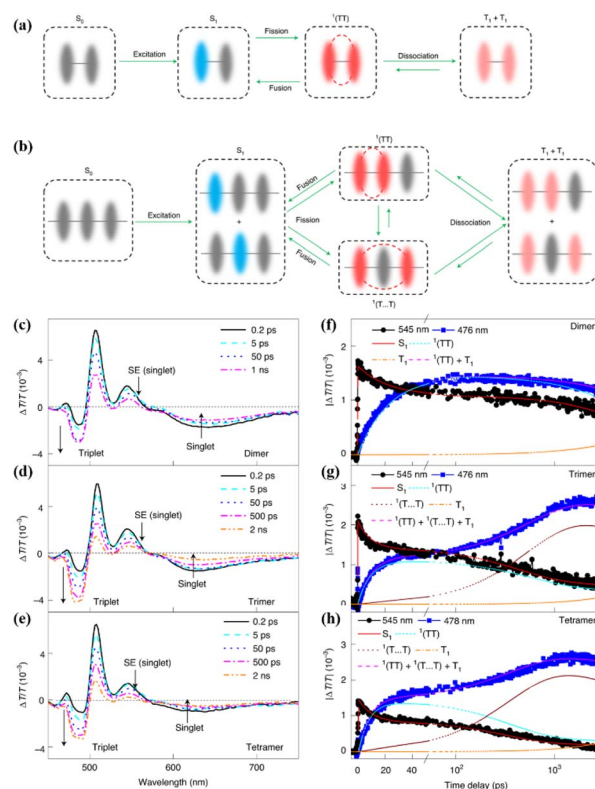 (a)
S0
S1
1(TT)
T1 + T1
Excitation
Fission
Fusion
Dissociation
(b)
S0
S1
1(TT)
T1 + T1
Excitation
Fusion
Fission
Fusion
Dissociation
+
+
1(T...T)
(c)
ΔT/T (10⁻³)
4
0
−4
0.2 ps
5 ps
50 ps
1 ns
SE (singlet)
Triplet
Singlet
Dimer
(d)
ΔT/T (10⁻³)
4
0
−4
0.2 ps
5 ps
50 ps
500 ps
2 ns
SE (singlet)
Triplet
Singlet
Trimer
(e)
ΔT/T (10⁻³)
4
0
−4
0.2 ps
5 ps
50 ps
500 ps
2 ns
SE (singlet)
Triplet
Singlet
Tetramer
500 600 700
Wavelength (nm)
(f)
|ΔT/T| (10⁻³)
2
1
0
545 nm 476 nm
S1 1(TT)
T1 1(TT) + T1
Dimer
(g)
|ΔT/T| (10⁻³)
3
2
1
0
545 nm 476 nm
S1 1(TT)
1(T...T) T1
1(TT) + 1(T...T) + T1
Trimer
(h)
|ΔT/T| (10⁻³)
3
2
1
0
545 nm 478 nm
S1 1(TT)
1(T...T) T1
1(TT) + 1(T...T) + T1
Tetramer
0 20 40 10² 10³
Time delay (ps)